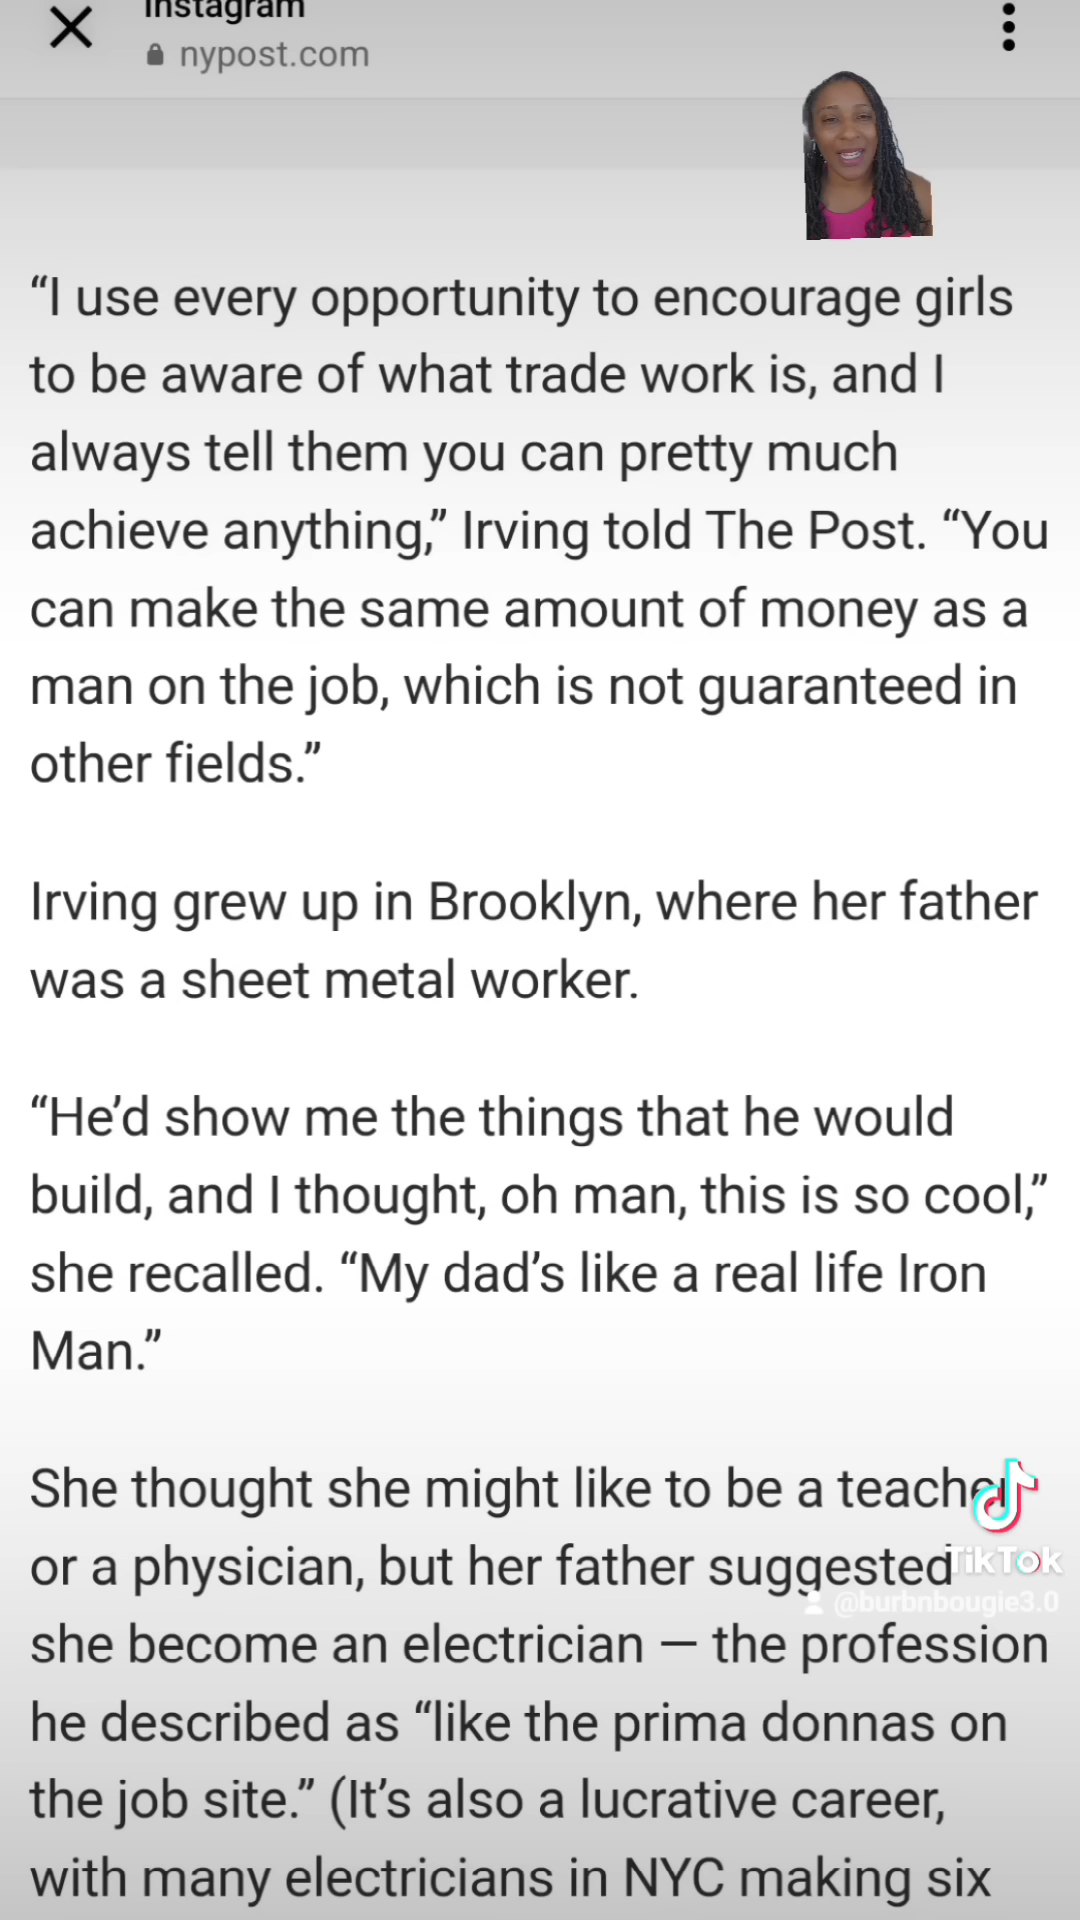 Instagram
nypost.com
“I use every opportunity to encourage girls
to be aware of what trade work is, and I
always tell them you can pretty much
achieve anything,” Irving told The Post. “You
can make the same amount of money as a
man on the job, which is not guaranteed in
other fields.”
Irving grew up in Brooklyn, where her father
was a sheet metal worker.
“He’d show me the things that he would
build, and I thought, oh man, this is so cool,”
she recalled. “My dad’s like a real life Iron
Man.”
She thought she might like to be a teacher
or a physician, but her father suggested
TikTok
@burbnbougie3.0
she become an electrician — the profession
he described as “like the prima donnas on
the job site.” (It’s also a lucrative career,
with many electricians in NYC making six